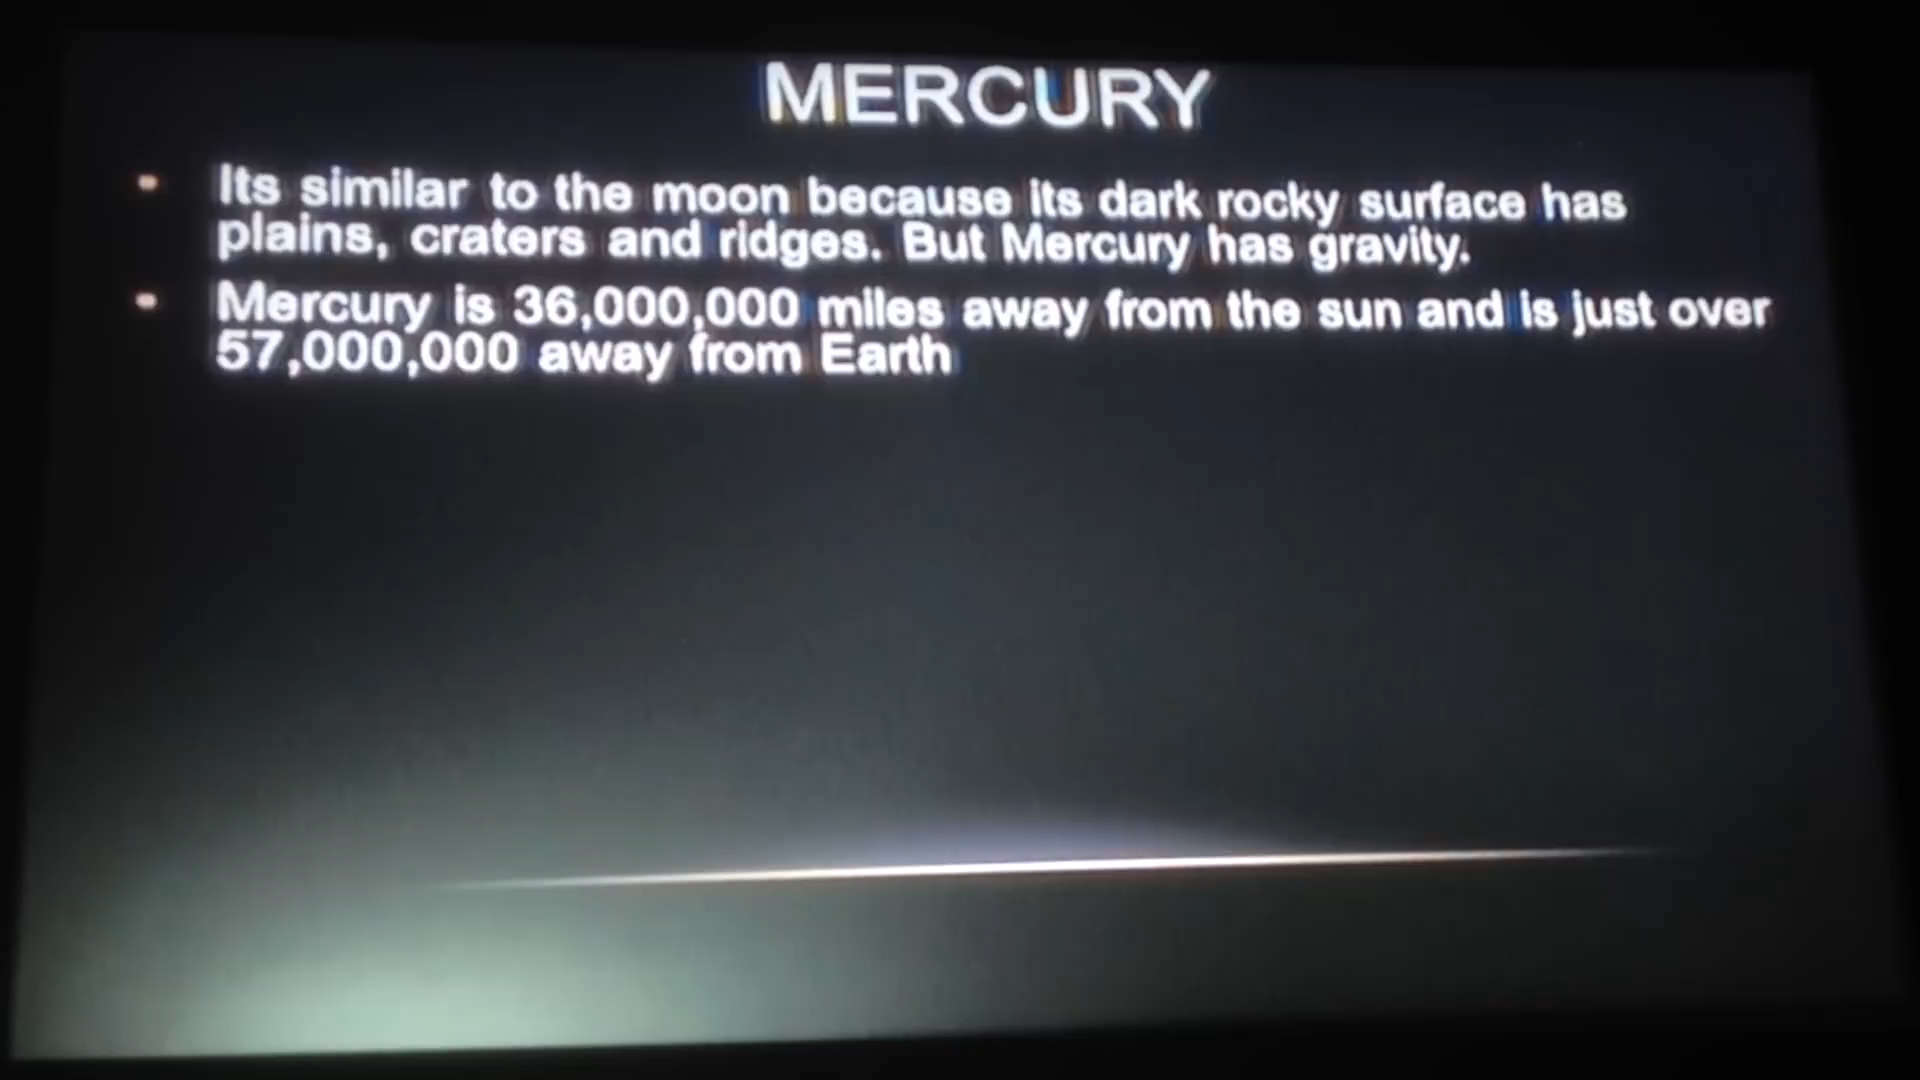 MERCURY
Its similar to the moon because its dark rocky surface has
plains, craters and ridges. But Mercury has gravity.
Mercury is 36,000,000 miles away from the sun and is just over
57,000,000 away from Earth